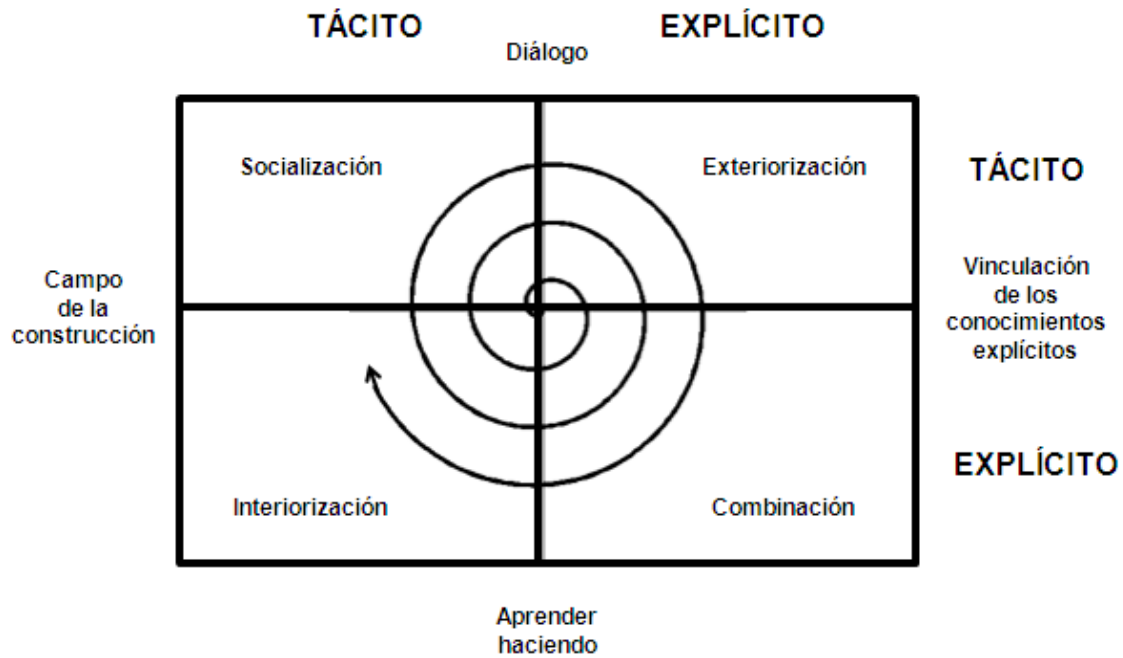 TÁCITO
EXPLÍCITO
Diálogo
Socialización
Exteriorización
TÁCITO
Campo
de la
construcción
Vinculación
de los
conocimientos
explícitos
EXPLÍCITO
Interiorización
Combinación
Aprender
haciendo